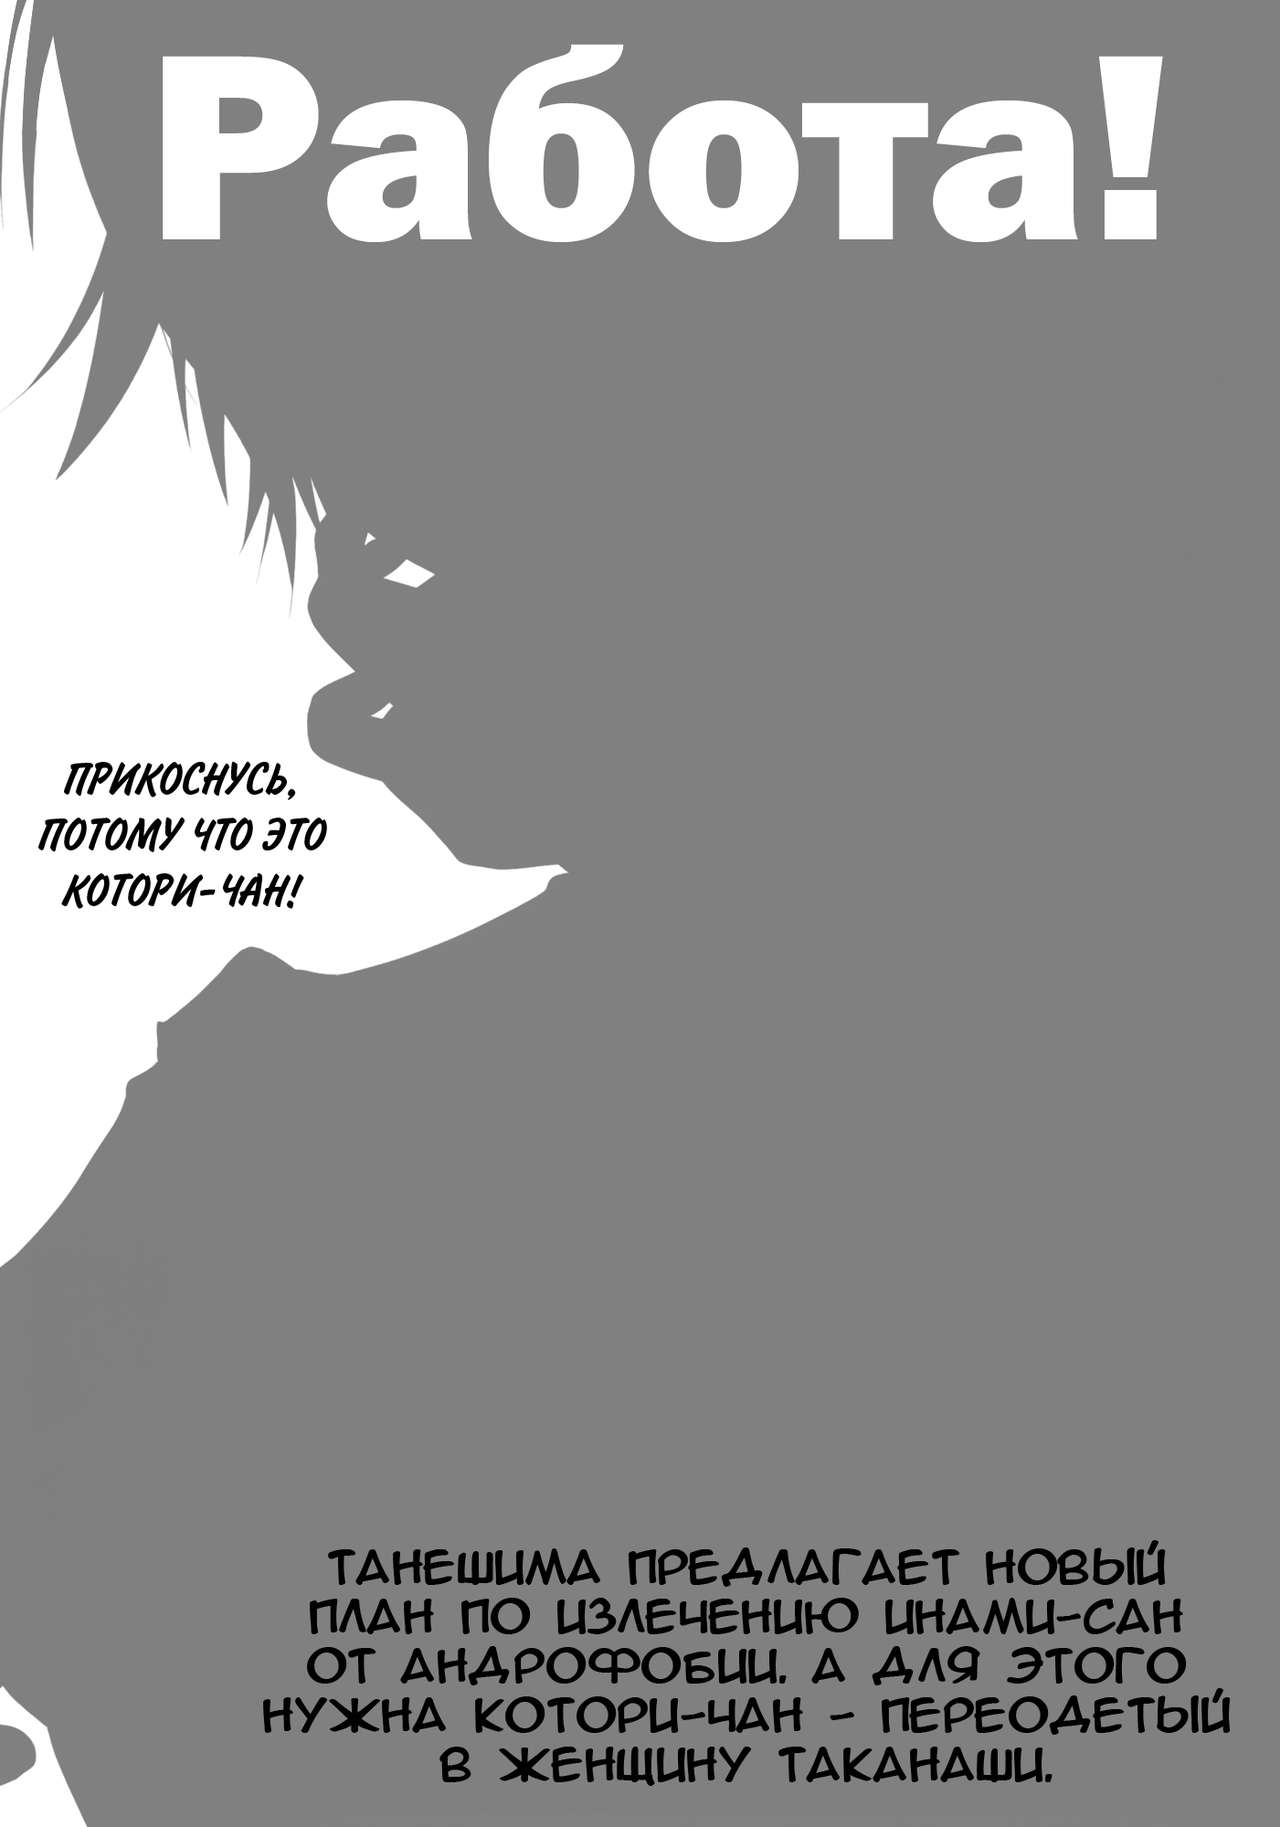 Работа!
ПРИКОСНУСЬ,
ПОТОМУ ЧТО ЭТО
КОТОРИ-ЧАН!
ТАНЕШИМА ПРЕДЛАГАЕТ НОВЫЙ
ПЛАН ПО ИЗЛЕЧЕНИЮ ИНАМИ-САН
ОТ АНДРОФОБИИ. А ДЛЯ ЭТОГО
НУЖНА КОТОРИ-ЧАН - ПЕРЕОДЕТЫЙ
В ЖЕНЩИНУ ТАКАНАШИ.